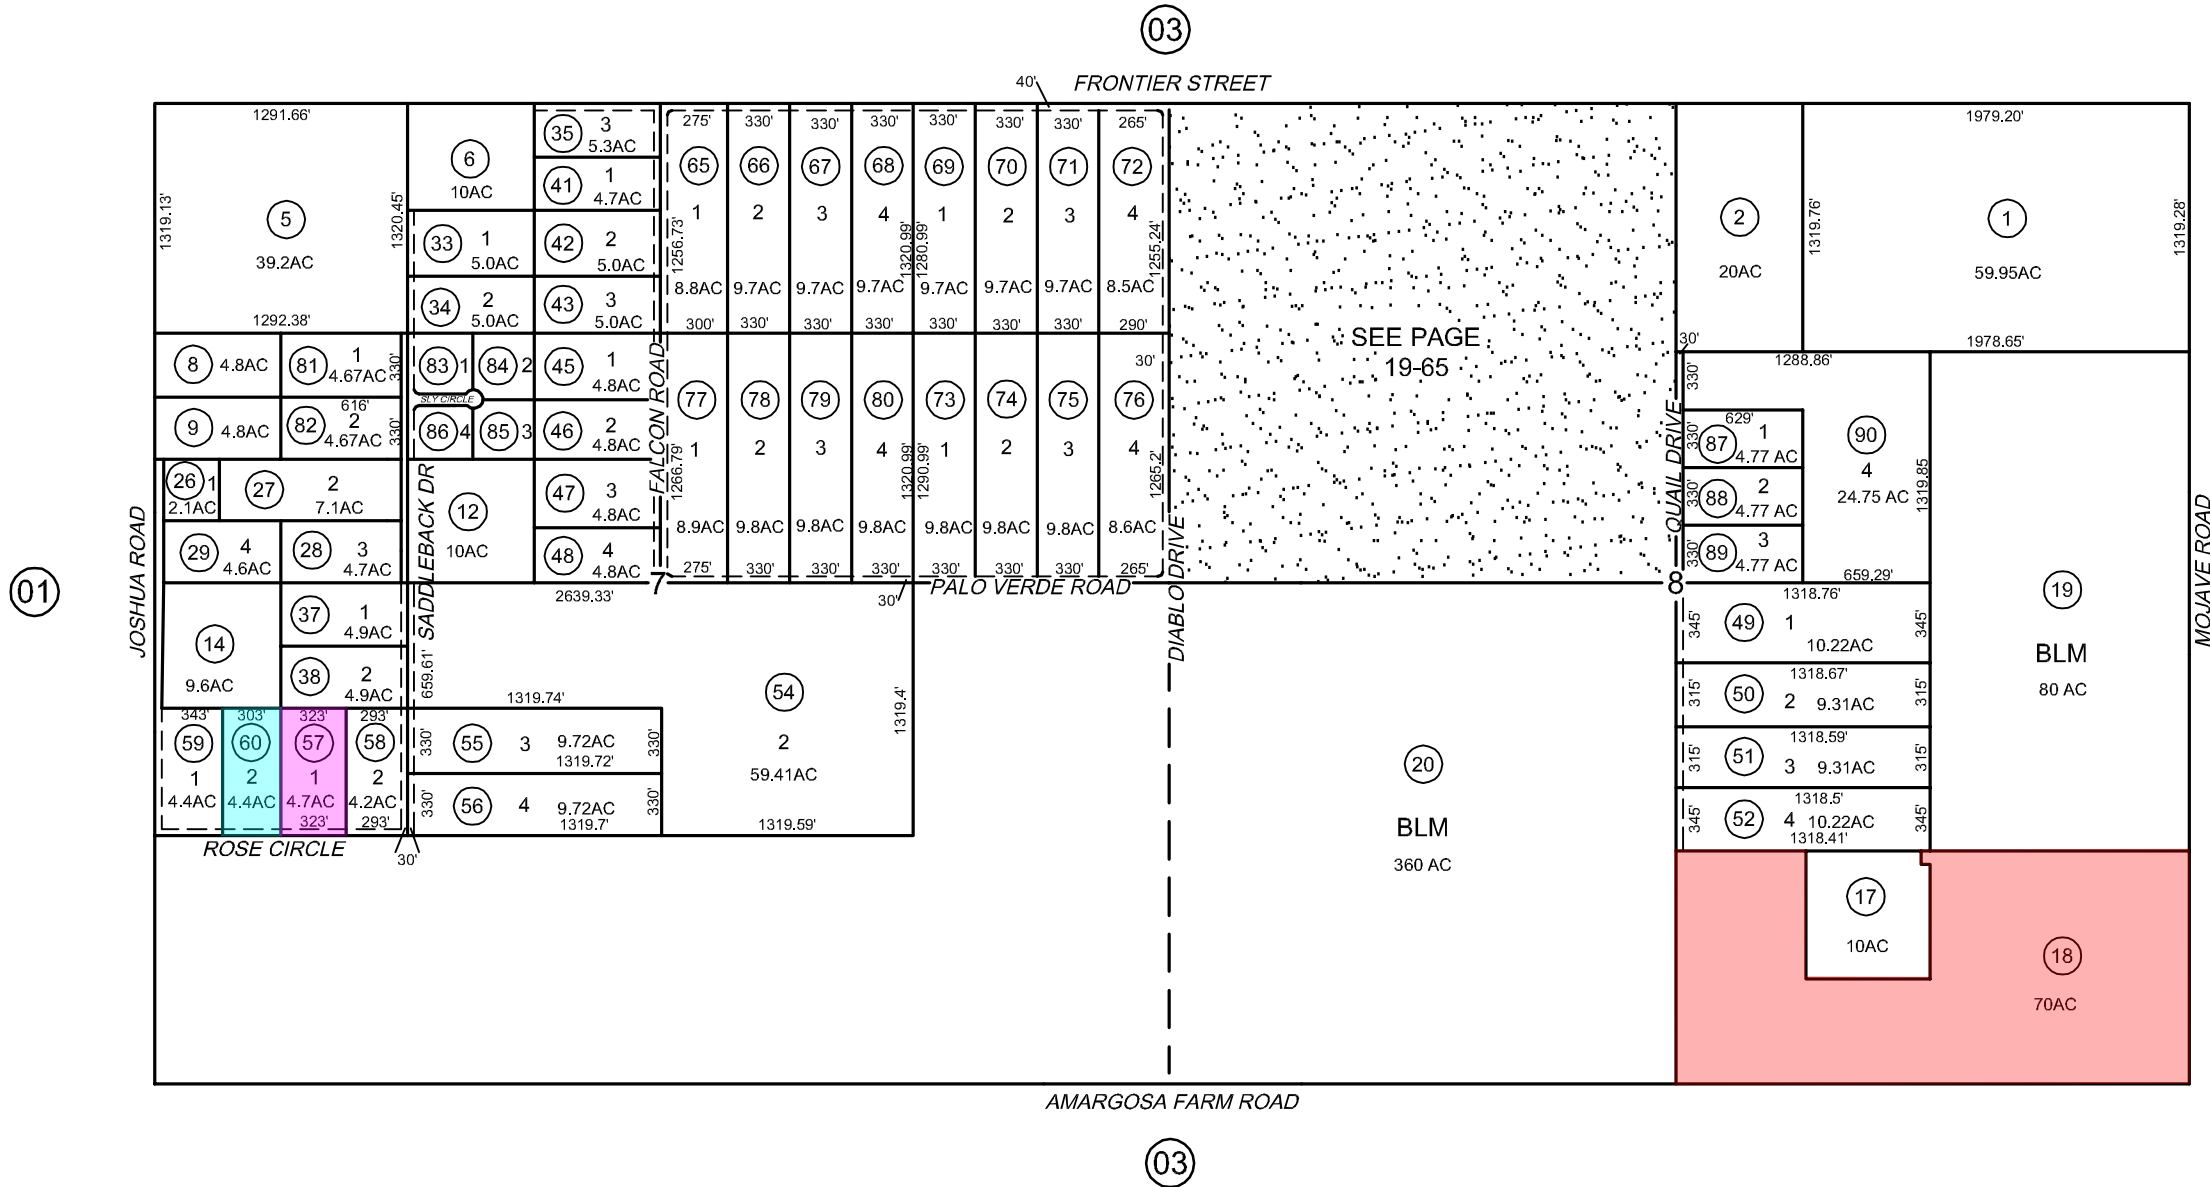 03
FRONTIER STREET
40'
1291.66'
1319.13'
5
39.2AC
1320.45'
1292.38'
6
10AC
35
3
5.3AC
41
1
4.7AC
33
1
5.0AC
42
2
5.0AC
34
2
5.0AC
43
3
5.0AC
275'
330'
330'
330'
330'
330'
330'
265'
65
66
67
68
69
70
71
72
1
2
3
4
1
2
3
4
1256.73'
1320.99'
1280.99'
1255.24'
8.8AC
9.7AC
9.7AC
9.7AC
9.7AC
9.7AC
9.7AC
8.5AC
300'
330'
330'
330'
330'
330'
330'
290'
SEE PAGE
19-65
2
20AC
1319.76'
1979.20'
1
59.95AC
1319.28'
1978.65'
8
4.8AC
81
1
4.67AC
330'
9
4.8AC
82
616'
2
4.67AC
330'
83
1
84
2
SLY CIRCLE
86
4
85
3
45
1
4.8AC
46
2
4.8AC
FALCON ROAD
30'
77
78
79
80
73
74
75
76
1
2
3
4
1
2
3
4
1266.79'
1320.99'
1290.99'
1265.2'
8.9AC
9.8AC
9.8AC
9.8AC
9.8AC
9.8AC
9.8AC
8.6AC
275'
330'
330'
330'
330'
330'
330'
265'
26
1
2.1AC
27
2
7.1AC
29
4
4.6AC
28
3
4.7AC
SADDLEBACK DR
12
10AC
47
3
4.8AC
48
4
4.8AC
7
30'
PALO VERDE ROAD
DIABLO DRIVE
QUAIL DRIVE
30'
1288.86'
330'
629'
87
1
330'
4.77 AC
88
2
330'
4.77 AC
89
3
330'
4.77 AC
90
4
24.75 AC
1319.85
659.29'
8
JOSHUA ROAD
01
MOJAVE ROAD
14
9.6AC
37
1
4.9AC
38
2
4.9AC
2639.33'
659.61'
1319.74'
54
2
59.41AC
1319.4'
1319.59'
343'
303'
323'
293'
59
60
57
58
1
2
1
2
4.4AC
4.4AC
4.7AC
4.2AC
323'
293'
ROSE CIRCLE
30'
330'
55
3
9.72AC
1319.72'
330'
330'
56
4
9.72AC
1319.7'
330'
20
BLM
360 AC
1318.76'
345'
49
1
10.22AC
345'
1318.67'
315'
50
2
9.31AC
315'
1318.59'
315'
51
3
9.31AC
315'
1318.5'
345'
52
4
10.22AC
345'
1318.41'
19
BLM
80 AC
17
10AC
18
70AC
AMARGOSA FARM ROAD
03